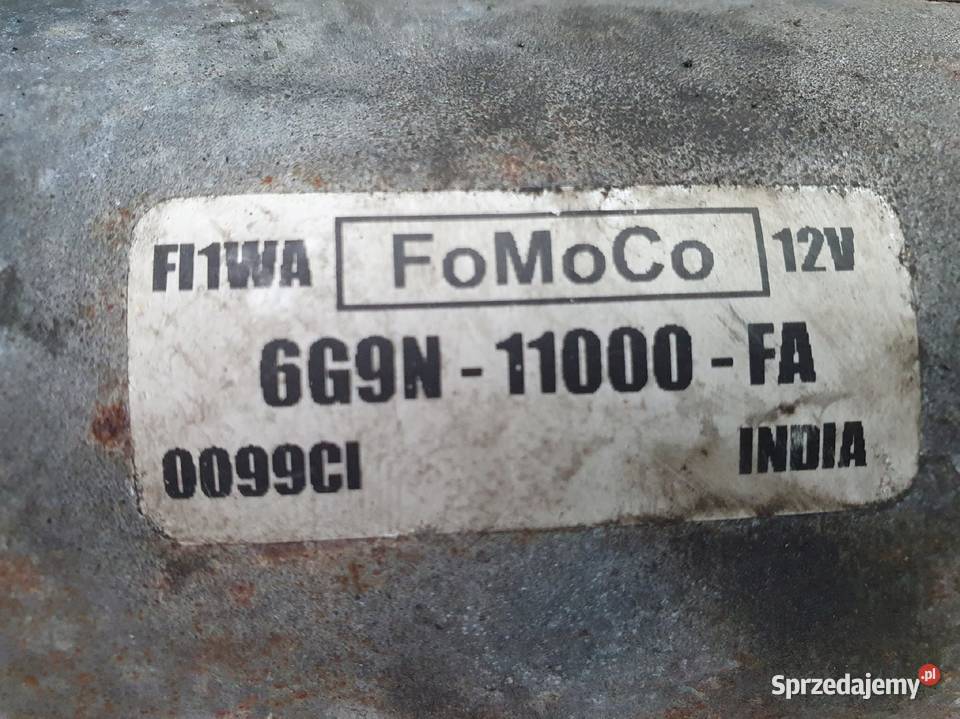 FI1WA FoMoCo 12V
6G9N - 11000 - FA
0099CI INDIA
Sprzedajemy.pl